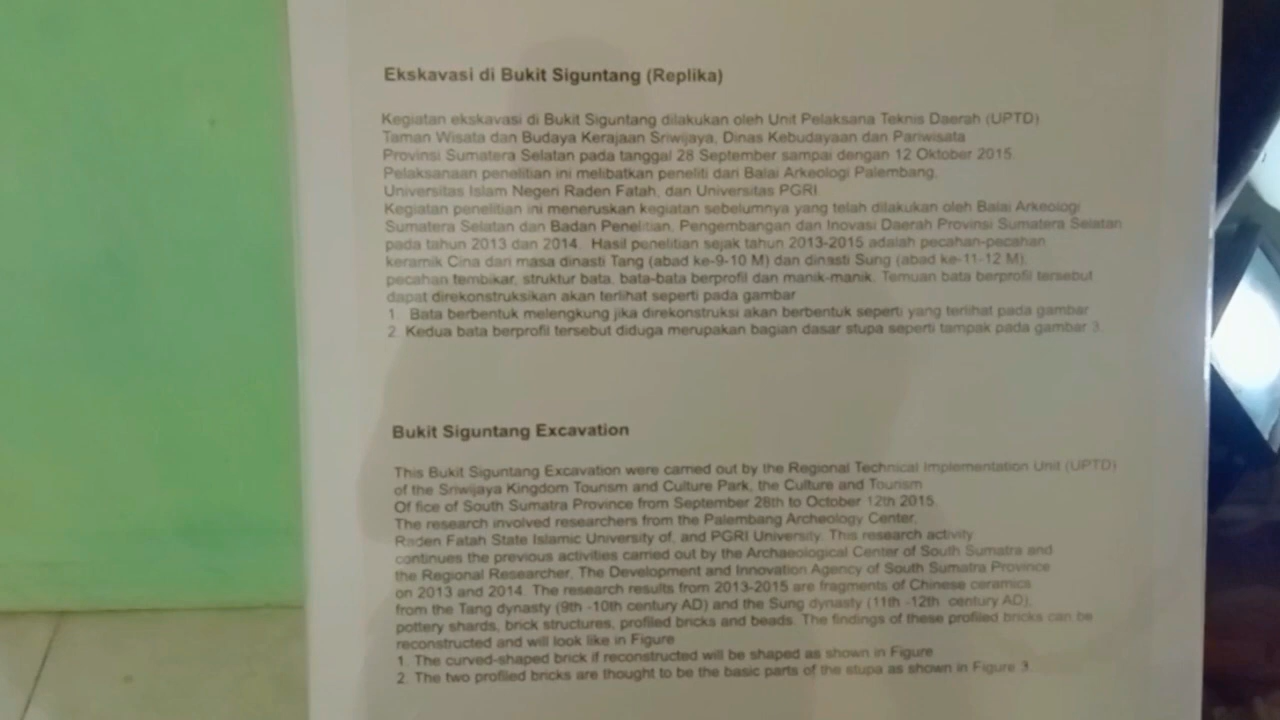 Ekskavasi di Bukit Siguntang (Replika)
Kegiatan ekskavasi di Bukit Siguntang dilakukan oleh Unit Pelaksana Teknis Daerah (UPTD)
Taman Wisata dan Budaya Kerajaan Sriwijaya, Dinas Kebudayaan dan Pariwisata
Provinsi Sumatera Selatan pada tanggal 28 September sampai dengan 12 Oktober 2015.
Pelaksanaan penelitian ini melibatkan peneliti dari Balai Arkeologi Palembang,
Universitas Islam Negeri Raden Fatah, dan Universitas PGRI.
Kegiatan penelitian ini meneruskan kegiatan sebelumnya yang telah dilakukan oleh Balai Arkeologi
Sumatera Selatan dan Badan Penelitian, Pengembangan dan Inovasi Daerah Provinsi Sumatera Selatan
pada tahun 2013 dan 2014. Hasil penelitian sejak tahun 2013-2015 adalah pecahan-pecahan
keramik Cina dari masa dinasti Tang (abad ke-9-10 M) dan dinasti Sung (abad ke-11-12 M),
pecahan tembikar, struktur bata, bata-bata berprofil dan manik-manik. Temuan bata berprofil tersebut
dapat direkonstruksikan akan terlihat seperti pada gambar
1. Bata berbentuk melengkung jika direkonstruksi akan berbentuk seperti yang terlihat pada gambar
2. Kedua bata berprofil tersebut diduga merupakan bagian dasar stupa seperti tampak pada gambar 3.
Bukit Siguntang Excavation
This Bukit Siguntang Excavation were carried out by the Regional Technical Implementation Unit (UPTD)
of the Sriwijaya Kingdom Tourism and Culture Park, the Culture and Tourism
Of fice of South Sumatra Province from September 28th to October 12th 2015.
The research involved researchers from the Palembang Archeology Center,
Raden Fatah State Islamic University of, and PGRI University. This research activity
continues the previous activities carried out by the Archaeological Center of South Sumatra and
the Regional Researcher, The Development and Innovation Agency of South Sumatra Province
on 2013 and 2014. The research results from 2013-2015 are fragments of Chinese ceramics
from the Tang dynasty (9th -10th century AD) and the Sung dynasty (11th -12th century AD),
pottery shards, brick structures, profiled bricks and beads. The findings of these profiled bricks can be
reconstructed and will look like in Figure
1. The curved-shaped brick if reconstructed will be shaped as shown in Figure
2. The two profiled bricks are thought to be the basic parts of the stupa as shown in Figure 3